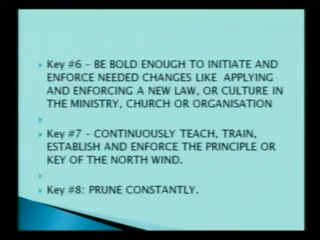 Key #6 – BE BOLD ENOUGH TO INITIATE AND
ENFORCE NEEDED CHANGES LIKE APPLYING
AND ENFORCING A NEW LAW, OR CULTURE IN
THE MINISTRY, CHURCH OR ORGANISATION
Key #7 – CONTINUOUSLY TEACH, TRAIN,
ESTABLISH AND ENFORCE THE PRINCIPLE OR
KEY OF THE NORTH WIND.
Key #8: PRUNE CONSTANTLY.